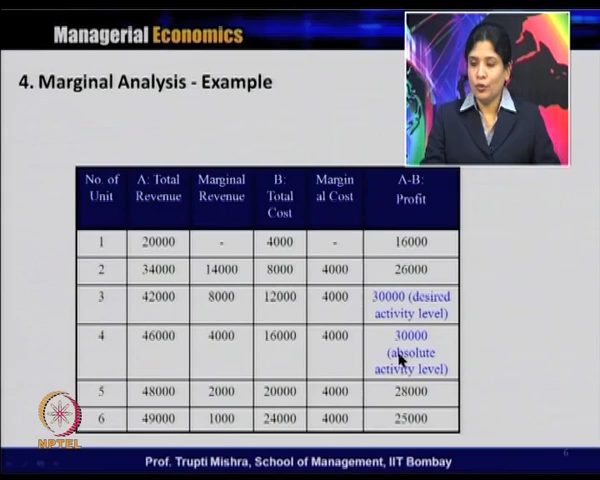 Managerial Economics
4. Marginal Analysis - Example
No. of Unit | A: Total Revenue | Marginal Revenue | B: Total Cost | Margin al Cost | A-B: Profit
1 | 20000 | - | 4000 | - | 16000
2 | 34000 | 14000 | 8000 | 4000 | 26000
3 | 42000 | 8000 | 12000 | 4000 | 30000 (desired activity level)
4 | 46000 | 4000 | 16000 | 4000 | 30000 (absolute activity level)
5 | 48000 | 2000 | 20000 | 4000 | 28000
6 | 49000 | 1000 | 24000 | 4000 | 25000
NPTEL
6
Prof. Trupti Mishra, School of Management, IIT Bombay